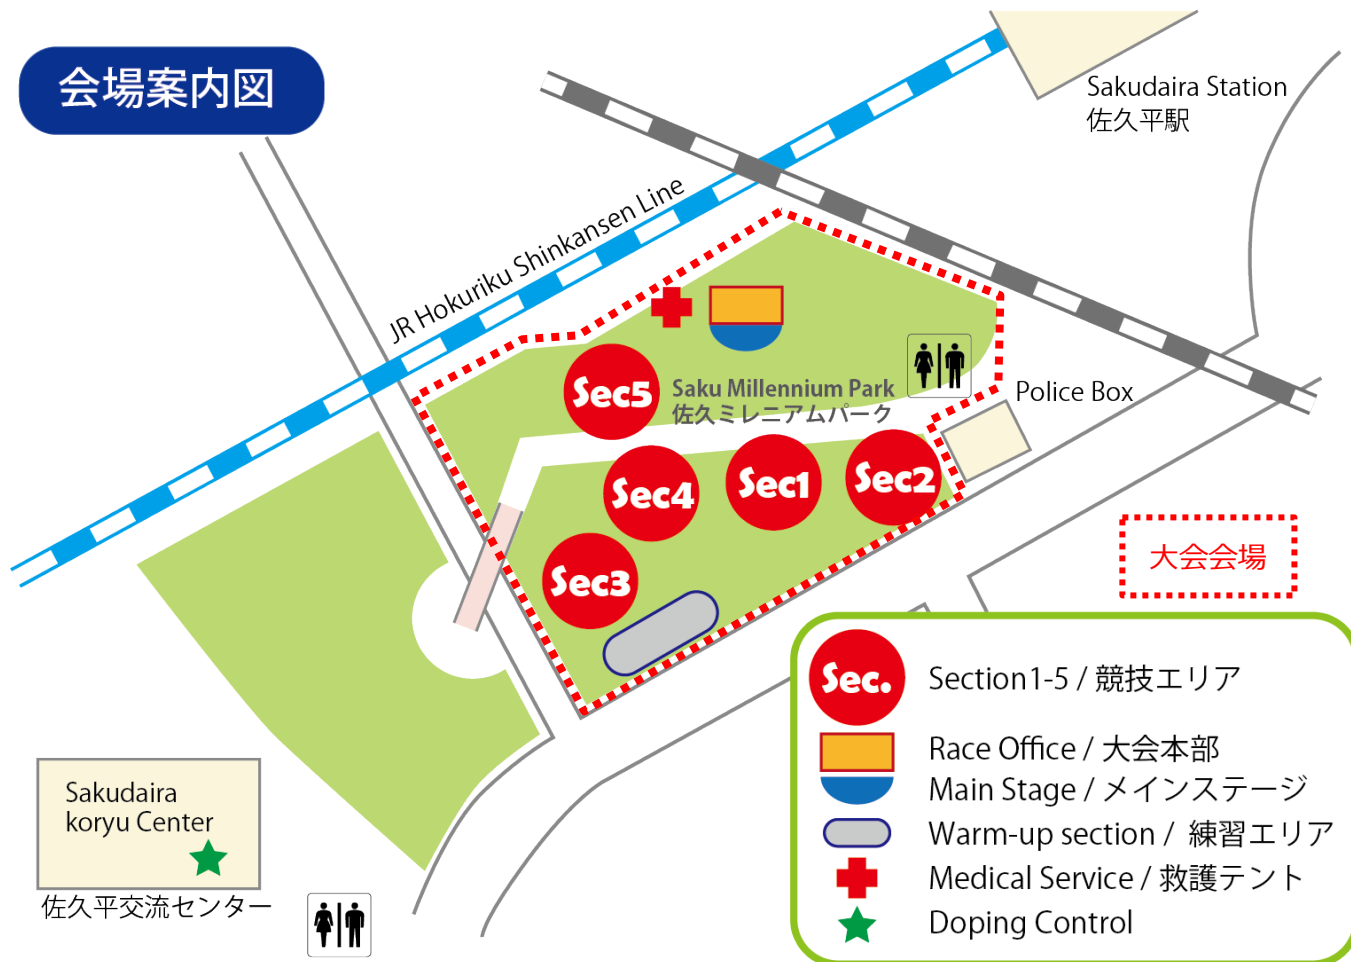 会場案内図
Sakudaira Station
佐久平駅
JR Hokuriku Shinkansen Line
Sec5
Saku Millennium Park
佐久ミレニアムパーク
Police Box
Sec4
Sec1
Sec2
Sec3
大会会場
Sec.
Section1-5 / 競技エリア
Race Office / 大会本部
Main Stage / メインステージ
Warm-up section / 練習エリア
Medical Service / 救護テント
Doping Control
Sakudaira
koryu Center
佐久平交流センター